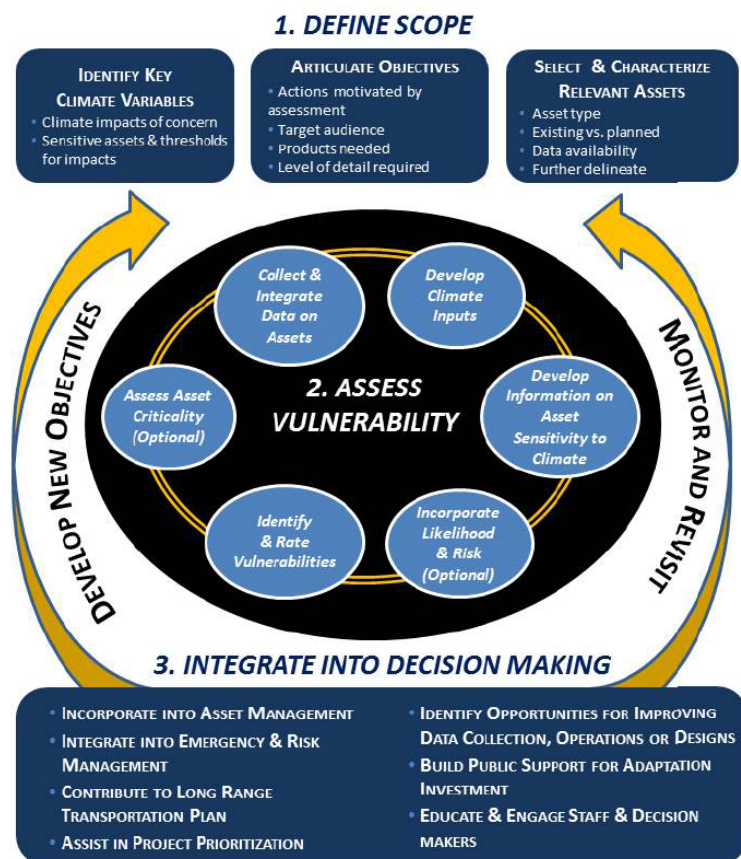 1. DEFINE SCOPE
IDENTIFY KEY
CLIMATE VARIABLES
• Climate impacts of concern
• Sensitive assets & thresholds
for impacts
ARTICULATE OBJECTIVES
• Actions motivated by
assessment
• Target audience
• Products needed
• Level of detail required
SELECT & CHARACTERIZE
RELEVANT ASSETS
• Asset type
• Existing vs. planned
• Data availability
• Further delineate
DEVELOP NEW OBJECTIVES
MONITOR AND REVISIT
Collect &
Integrate
Data on
Assets
Develop
Climate
Inputs
Assess Asset
Criticality
(Optional)
2. ASSESS
VULNERABILITY
Develop
Information on
Asset
Sensitivity to
Climate
Identify
& Rate
Vulnerabilities
Incorporate
Likelihood
& Risk
(Optional)
3. INTEGRATE INTO DECISION MAKING
• INCORPORATE INTO ASSET MANAGEMENT
• INTEGRATE INTO EMERGENCY & RISK
MANAGEMENT
• CONTRIBUTE TO LONG RANGE
TRANSPORTATION PLAN
• ASSIST IN PROJECT PRIORITIZATION
• IDENTIFY OPPORTUNITIES FOR IMPROVING
DATA COLLECTION, OPERATIONS OR DESIGNS
• BUILD PUBLIC SUPPORT FOR ADAPTATION
INVESTMENT
• EDUCATE & ENGAGE STAFF & DECISION
MAKERS